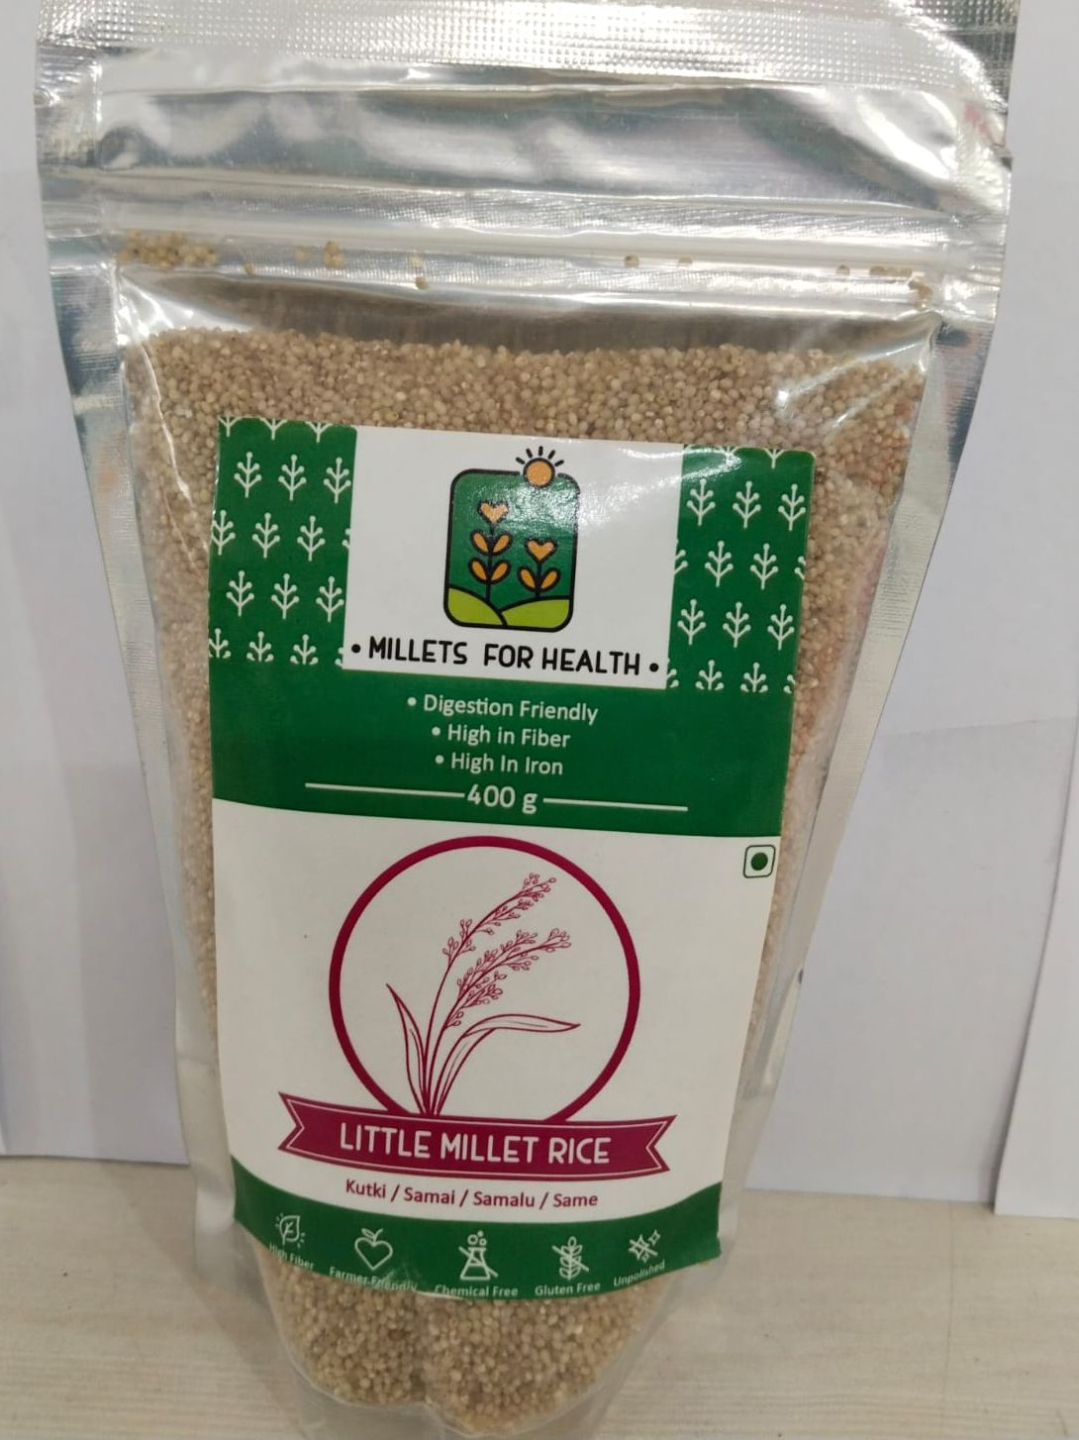 • MILLETS FOR HEALTH •
• Digestion Friendly
• High in Fiber
• High In Iron
400 g
LITTLE MILLET RICE
Kutki / Samai / Samalu / Same
High Fiber
Farmer Friendly
Chemical Free
Gluten Free
Unpolished